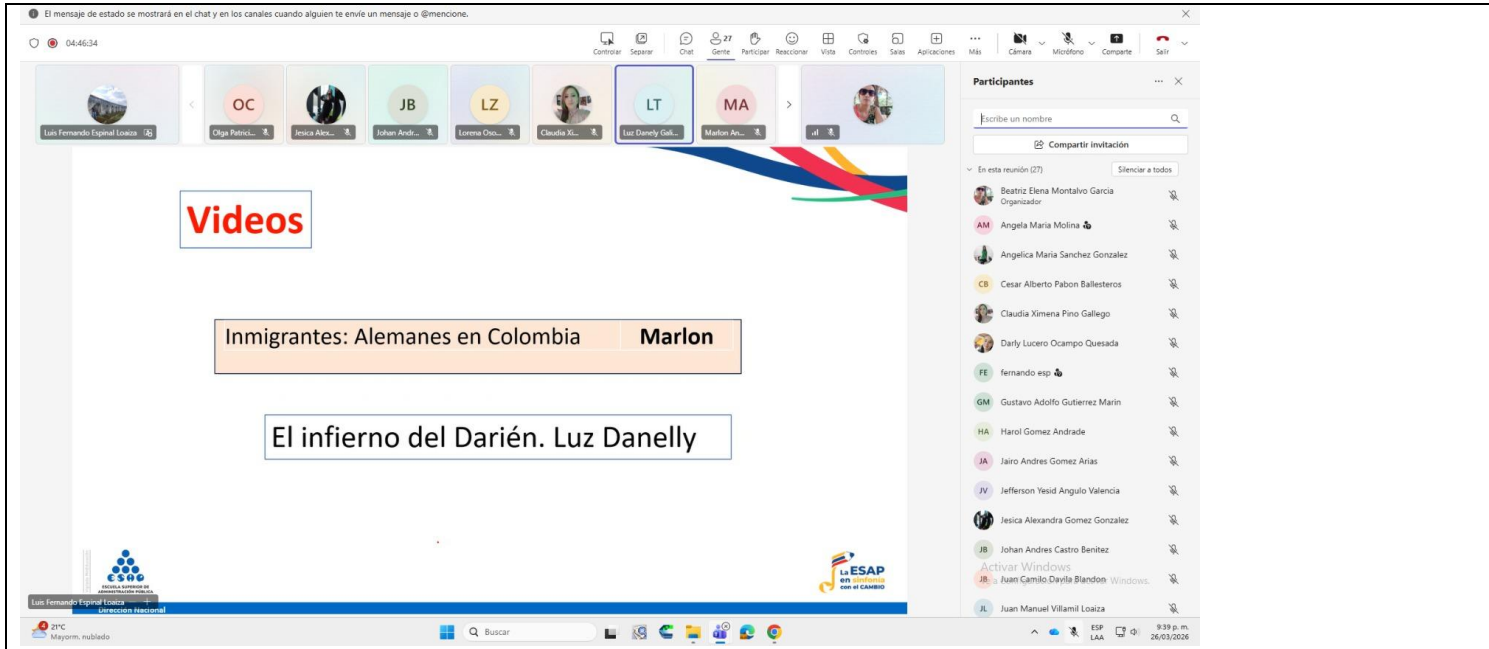 El mensaje de estado se mostrará en el chat y en los canales cuando alguien te envíe un mensaje o @mencione.
04:46:34
Controlar Separar Chat 27 Gente Participar Reaccionar Vista Controles Salas Aplicaciones Más Cámara Micrófono Comparte Salir
OC JB LZ LT MA
Luis Fernando Espinal Loaiza Olga Patrici... Jesica Alex... Johan Andr... Lorena Oso... Claudia Xi... Luz Danely Gali... Marlon An...
Videos
Inmigrantes: Alemanes en Colombia Marlon
El infierno del Darién. Luz Danelly
ESAP
ESCUELA SUPERIOR DE
ADMINISTRACIÓN PÚBLICA
La ESAP
en sinfonía
con el CAMBIO
Luis Fernando Espinal Loaiza
Dirección Nacional
Participantes
Escribe un nombre
Compartir invitación
En esta reunión (27) Silenciar a todos
Beatriz Elena Montalvo Garcia
Organizador
AM Angela Maria Molina
Angelica Maria Sanchez Gonzalez
CB Cesar Alberto Pabon Ballesteros
Claudia Ximena Pino Gallego
Darly Lucero Ocampo Quesada
FE fernando esp
GM Gustavo Adolfo Gutierrez Marin
HA Harol Gomez Andrade
JA Jairo Andres Gomez Arias
JV Jefferson Yesid Angulo Valencia
Jesica Alexandra Gomez Gonzalez
JB Johan Andres Castro Benitez
Activar Windows
JB Juan Camilo Davila Blandon Windows.
JL Juan Manuel Villamil Loaiza
4 21°C
Mayorm. nublado
Buscar
ESP
LAA
9:39 p. m.
26/03/2026